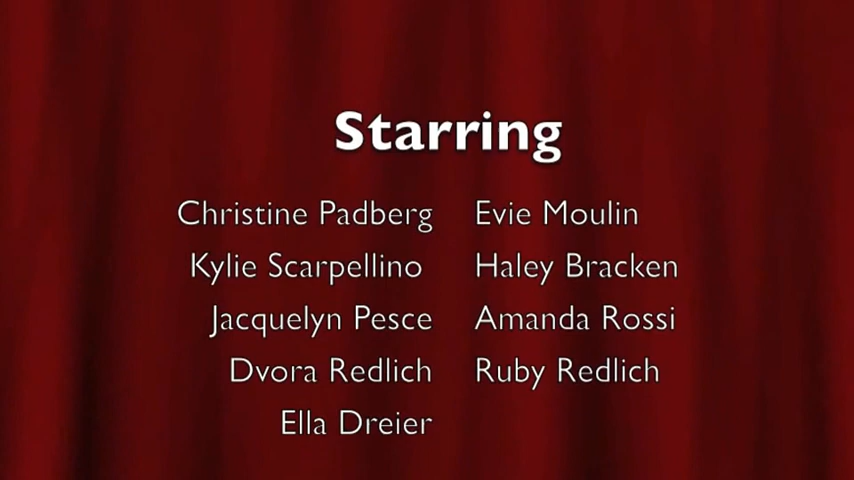 Starring
Christine Padberg Evie Moulin
Kylie Scarpellino Haley Bracken
Jacquelyn Pesce Amanda Rossi
Dvora Redlich Ruby Redlich
Ella Dreier